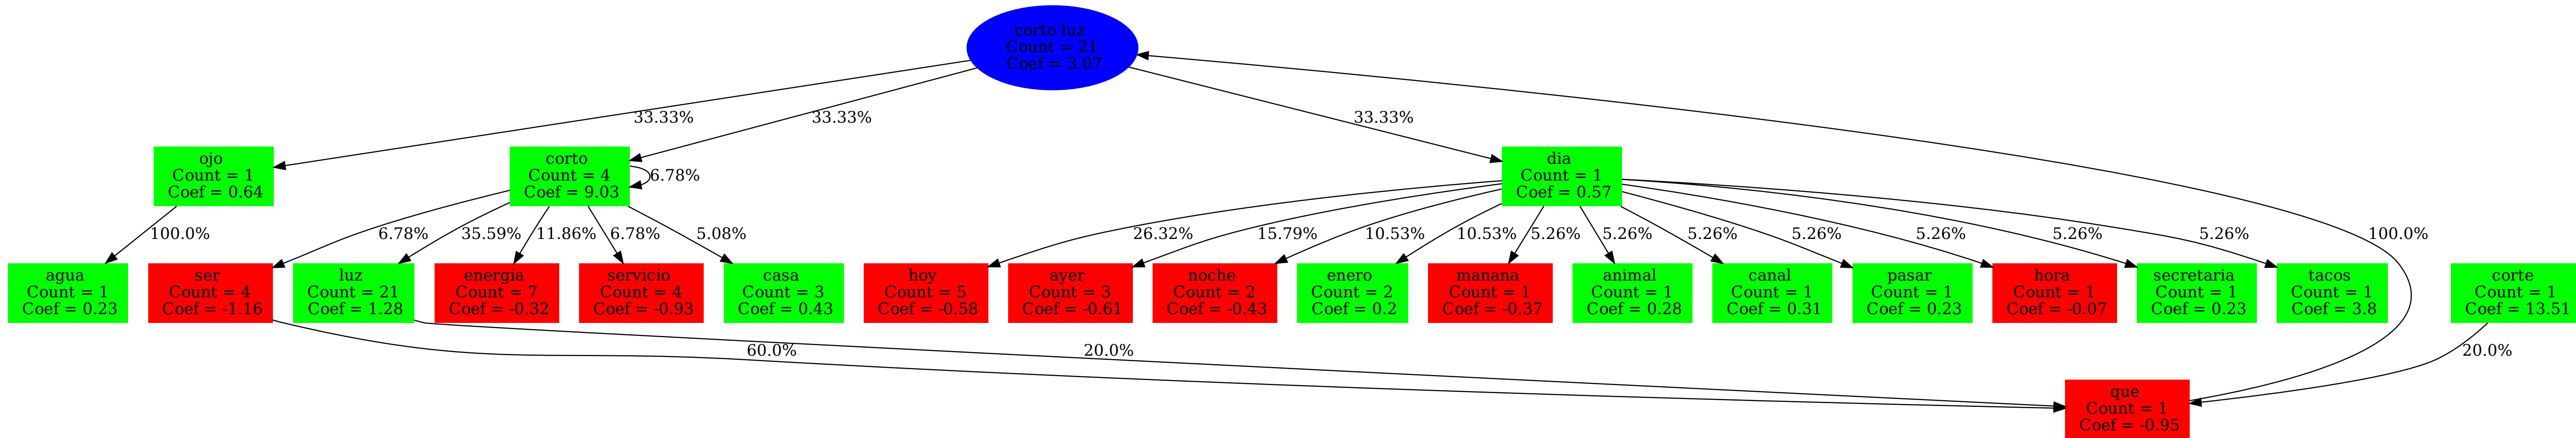 corto luz
Count = 21
Coef = 3.07
33.33%
33.33%
33.33%
ojo
Count = 1
Coef = 0.64
corto
Count = 4
Coef = 9.03
6.78%
dia
Count = 1
Coef = 0.57
100.0%
6.78%
35.59%
11.86%
6.78%
5.08%
26.32%
15.79%
10.53%
10.53%
5.26%
5.26%
5.26%
5.26%
5.26%
5.26%
5.26%
100.0%
agua
Count = 1
Coef = 0.23
ser
Count = 4
Coef = -1.16
luz
Count = 21
Coef = 1.28
energia
Count = 7
Coef = -0.32
servicio
Count = 4
Coef = -0.93
casa
Count = 3
Coef = 0.43
hoy
Count = 5
Coef = -0.58
ayer
Count = 3
Coef = -0.61
noche
Count = 2
Coef = -0.43
enero
Count = 2
Coef = 0.2
manana
Count = 1
Coef = -0.37
animal
Count = 1
Coef = 0.28
canal
Count = 1
Coef = 0.31
pasar
Count = 1
Coef = 0.23
hora
Count = 1
Coef = -0.07
secretaria
Count = 1
Coef = 0.23
tacos
Count = 1
Coef = 3.8
corte
Count = 1
Coef = 13.51
60.0%
20.0%
20.0%
que
Count = 1
Coef = -0.95